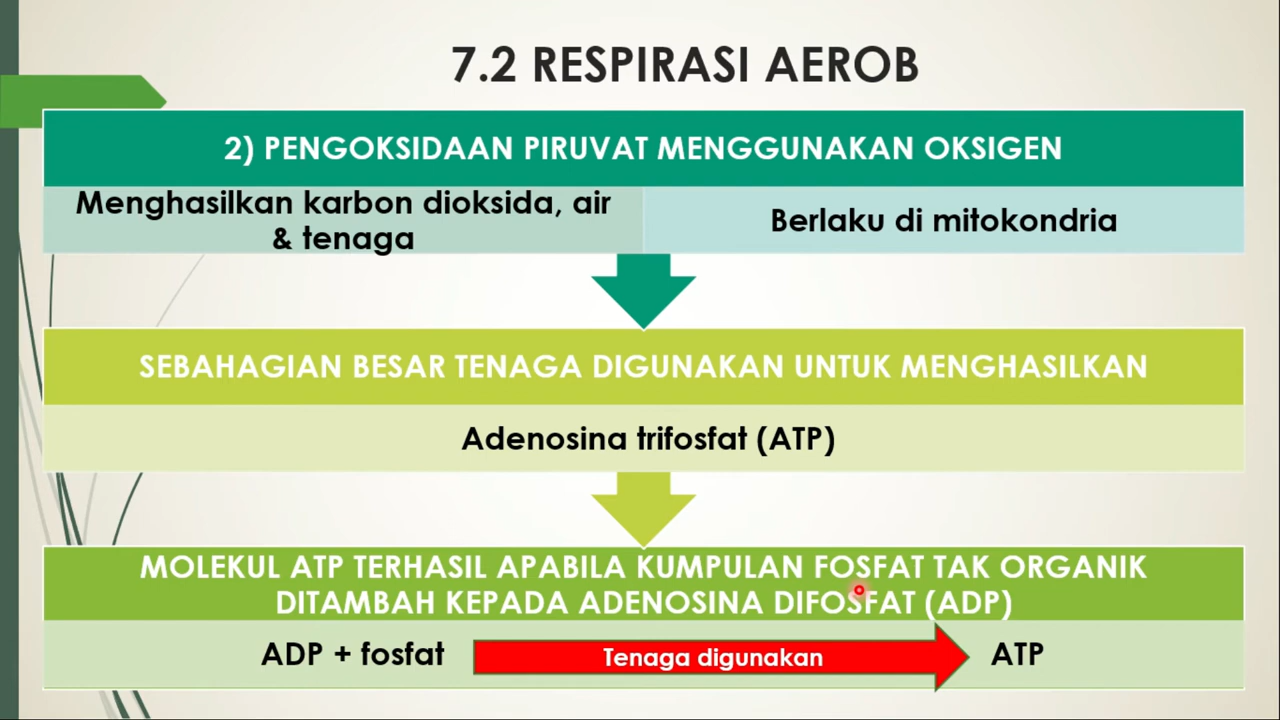 7.2 RESPIRASI AEROB
2) PENGOKSIDAAN PIRUVAT MENGGUNAKAN OKSIGEN
Menghasilkan karbon dioksida, air
& tenaga
Berlaku di mitokondria
SEBAHAGIAN BESAR TENAGA DIGUNAKAN UNTUK MENGHASILKAN
Adenosina trifosfat (ATP)
MOLEKUL ATP TERHASIL APABILA KUMPULAN FOSFAT TAK ORGANIK
DITAMBAH KEPADA ADENOSINA DIFOSFAT (ADP)
ADP + fosfat
Tenaga digunakan
ATP